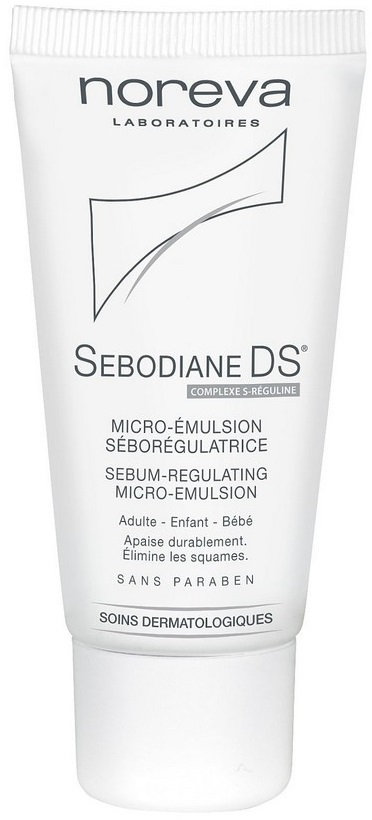 noreva
LABORATOIRES
SEBODIANE DS®
COMPLEXE S-RÉGULINE
MICRO-ÉMULSION
SÉBORÉGULATRICE
SEBUM-REGULATING
MICRO-EMULSION
Adulte - Enfant - Bébé
Apaise durablement.
Élimine les squames.
SANS PARABEN
SOINS DERMATOLOGIQUES